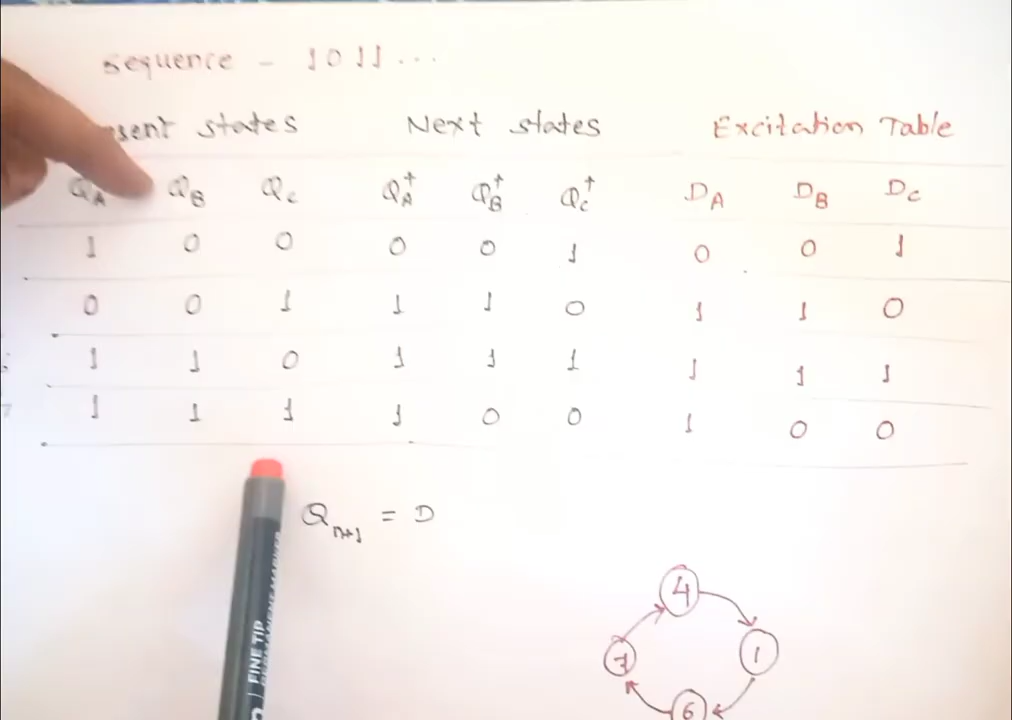 Sequence - 1011...
sent states Next states Excitation Table
QA QB QC QA+ QB+ QC+ DA DB DC
1 0 0 0 0 1 0 0 1
0 0 1 1 1 0 1 1 0
1 1 0 1 1 1 1 1 1
7 1 1 1 1 0 0 1 0 0
Qn+1 = D
4
7 1
6
FINE TIP
PERMANENT MARKER